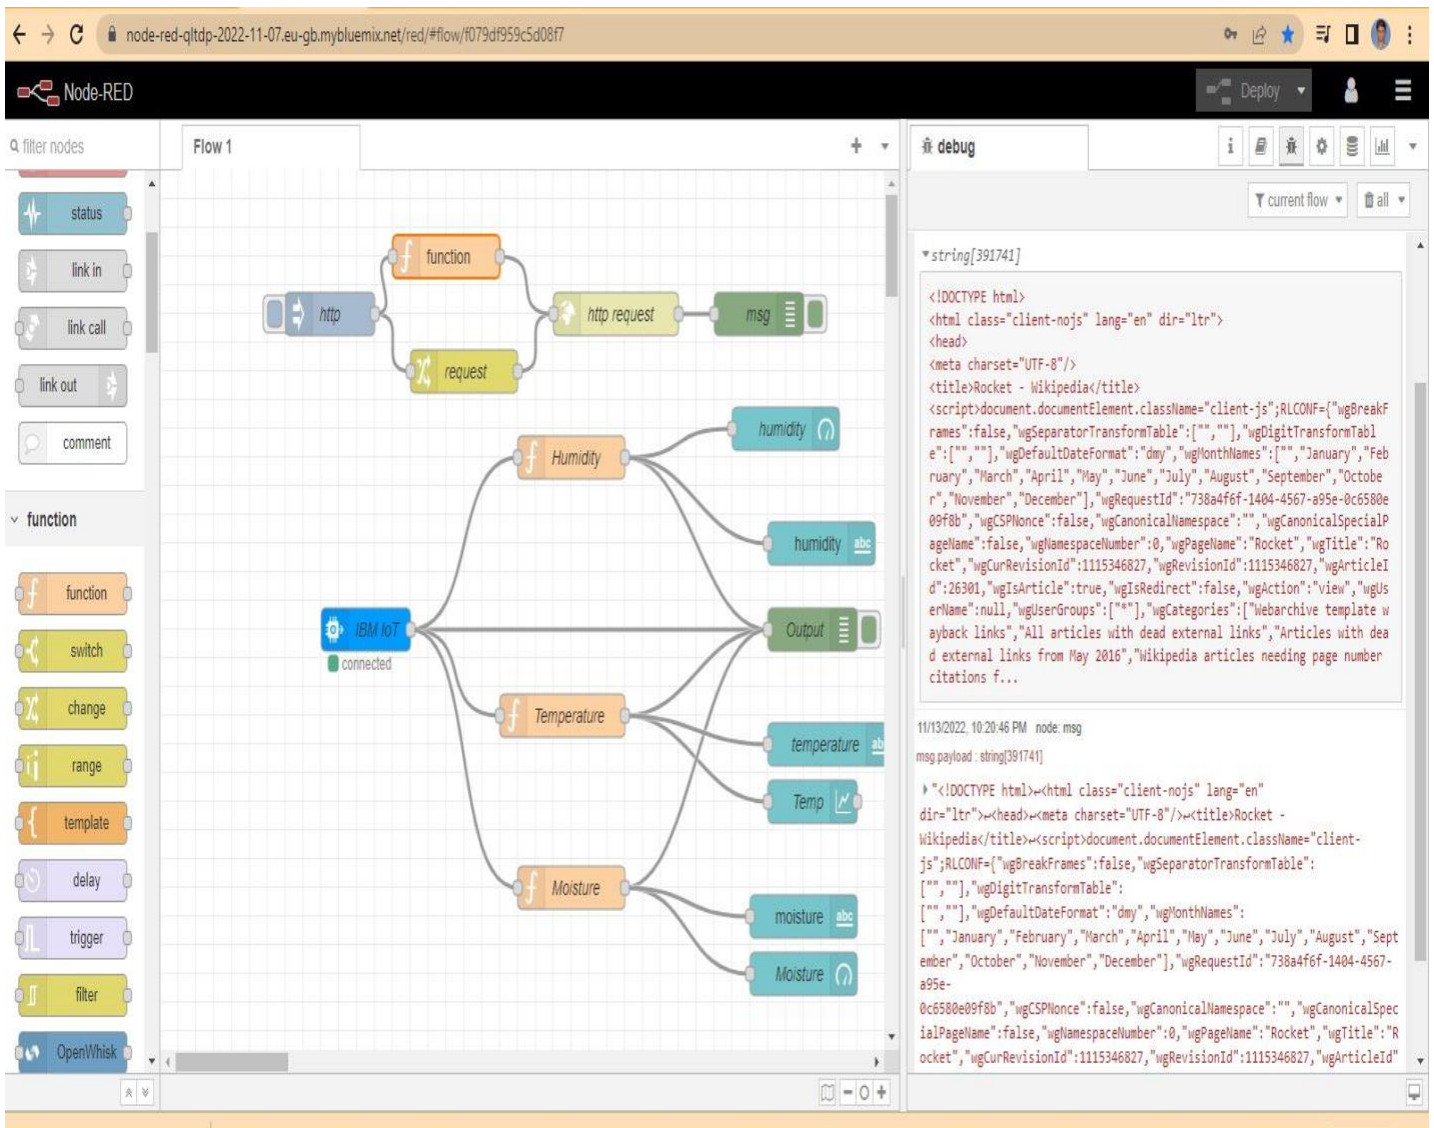 node-red-qltdp-2022-11-07.eu-gb.mybluemix.net/red/#flow/f079df959c5d08f7
Node-RED
Deploy
filter nodes
Flow 1
debug
i
current flow
all
status
link in
link call
link out
comment
function
function
switch
change
range
template
delay
trigger
filter
OpenWhisk
function
http
http request
msg
request
humidity
Humidity
humidity
abc
IBM IoT
connected
Output
Temperature
temperature
ab
Temp
Moisture
moisture
abc
Moisture
string[391741]
<!DOCTYPE html>
<html class="client-nojs" lang="en" dir="ltr">
<head>
<meta charset="UTF-8"/>
<title>Rocket - Wikipedia</title>
<script>document.documentElement.className="client-js";RLCONF={"wgBreakF
rames":false,"wgSeparatorTransformTable":["",""],"wgDigitTransformTabl
e":["",""],"wgDefaultDateFormat":"dmy","wgMonthNames":["","January","Feb
ruary","March","April","May","June","July","August","September","Octobe
r","November","December"],"wgRequestId":"738a4f6f-1404-4567-a95e-0c6580e
09f8b","wgCSPNonce":false,"wgCanonicalNamespace":"","wgCanonicalSpecialP
ageName":false,"wgNamespaceNumber":0,"wgPageName":"Rocket","wgTitle":"Ro
cket","wgCurRevisionId":1115346827,"wgRevisionId":1115346827,"wgArticleI
d":26301,"wgIsArticle":true,"wgIsRedirect":false,"wgAction":"view","wgUs
erName":null,"wgUserGroups":["*"],"wgCategories":["Webarchive template w
ayback links","All articles with dead external links","Articles with dea
d external links from May 2016","Wikipedia articles needing page number
citations f...
11/13/2022, 10:20:46 PM node: msg
msg.payload : string[391741]
"<!DOCTYPE html>↵<html class="client-nojs" lang="en"
dir="ltr">↵<head>↵<meta charset="UTF-8"/>↵<title>Rocket -
Wikipedia</title>↵<script>document.documentElement.className="client-
js";RLCONF={"wgBreakFrames":false,"wgSeparatorTransformTable":
["",""],"wgDigitTransformTable":
["",""],"wgDefaultDateFormat":"dmy","wgMonthNames":
["","January","February","March","April","May","June","July","August","Sept
ember","October","November","December"],"wgRequestId":"738a4f6f-1404-4567-
a95e-
0c6580e09f8b","wgCSPNonce":false,"wgCanonicalNamespace":"","wgCanonicalSpec
ialPageName":false,"wgNamespaceNumber":0,"wgPageName":"Rocket","wgTitle":"R
ocket","wgCurRevisionId":1115346827,"wgRevisionId":1115346827,"wgArticleId"